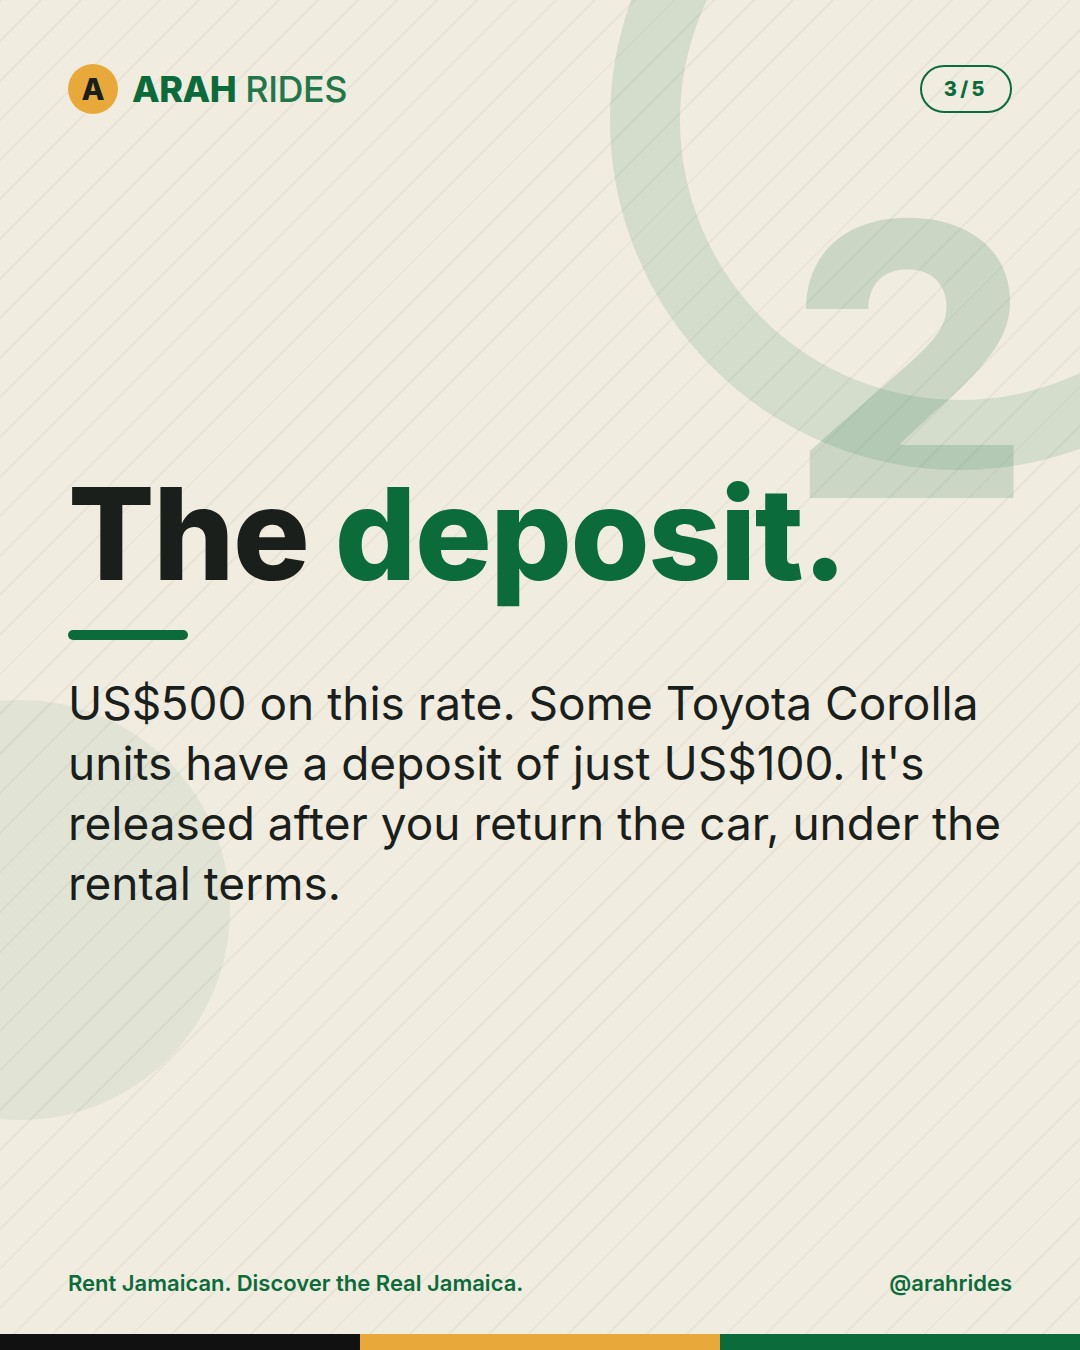 A ARAH RIDES
3/5
2
The deposit.
US$500 on this rate. Some Toyota Corolla
units have a deposit of just US$100. It's
released after you return the car, under the
rental terms.
Rent Jamaican. Discover the Real Jamaica.
@arahrides